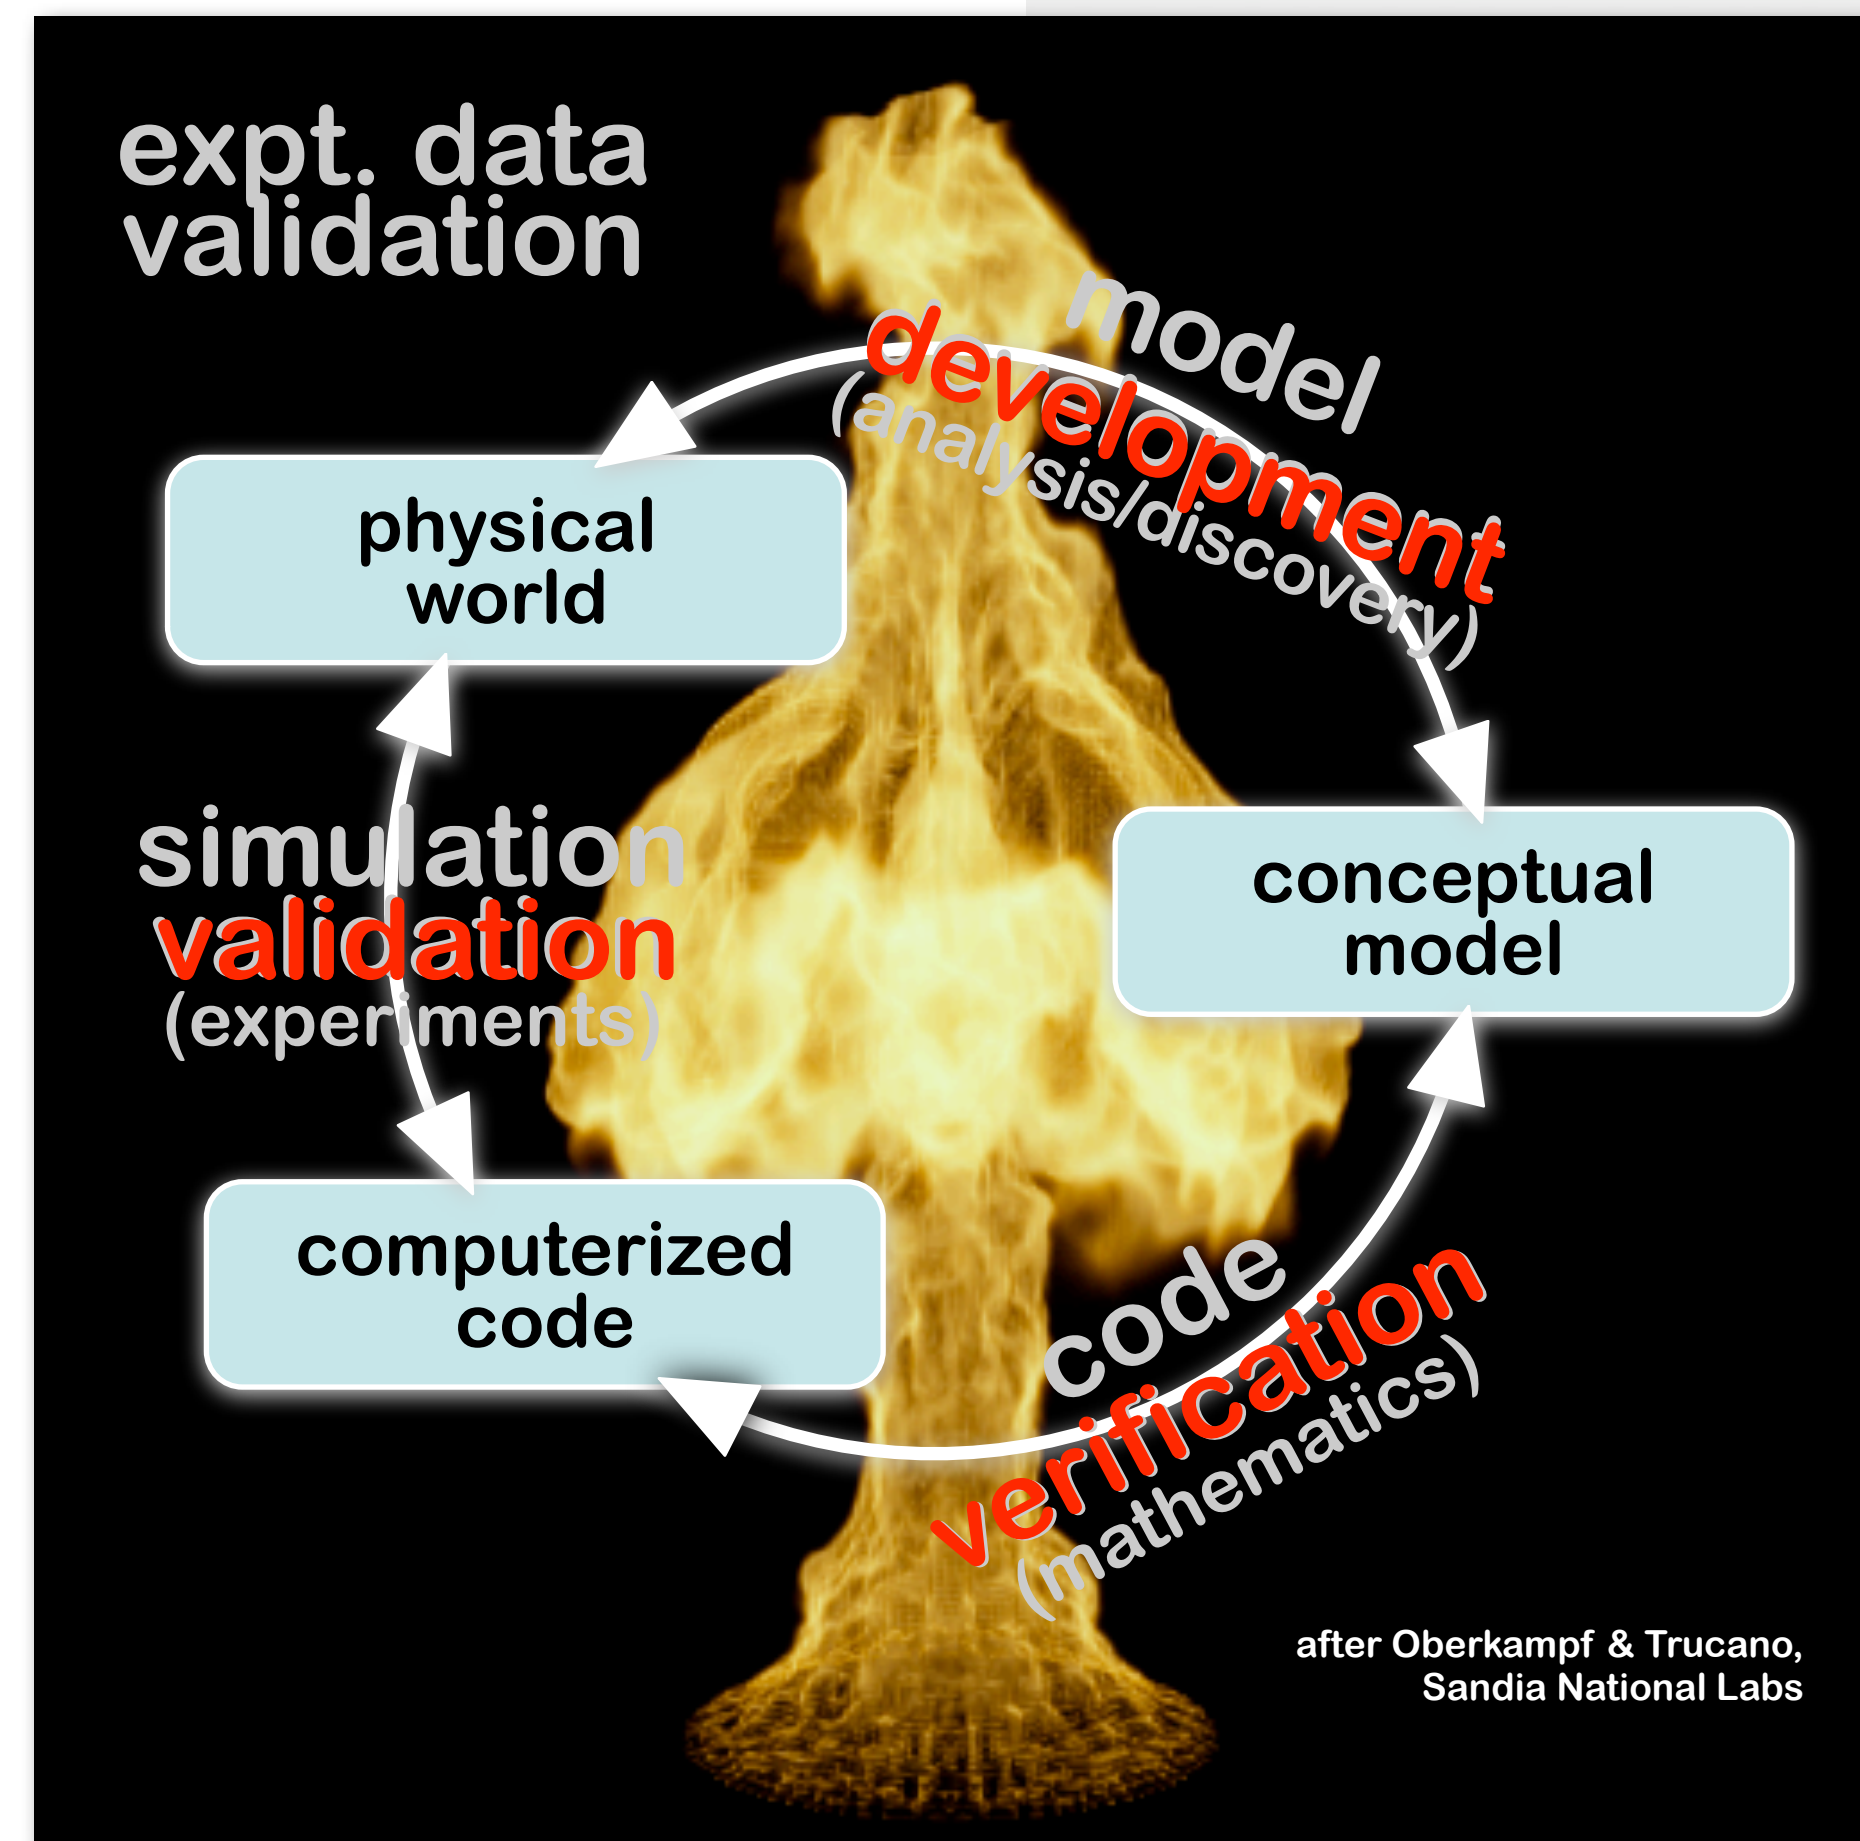 expt. data
validation
model
development
(analysis/discovery)
physical
world
simulation
validation
(experiments)
conceptual
model
computerized
code
code
verification
(mathematics)
after Oberkampf & Trucano,
Sandia National Labs